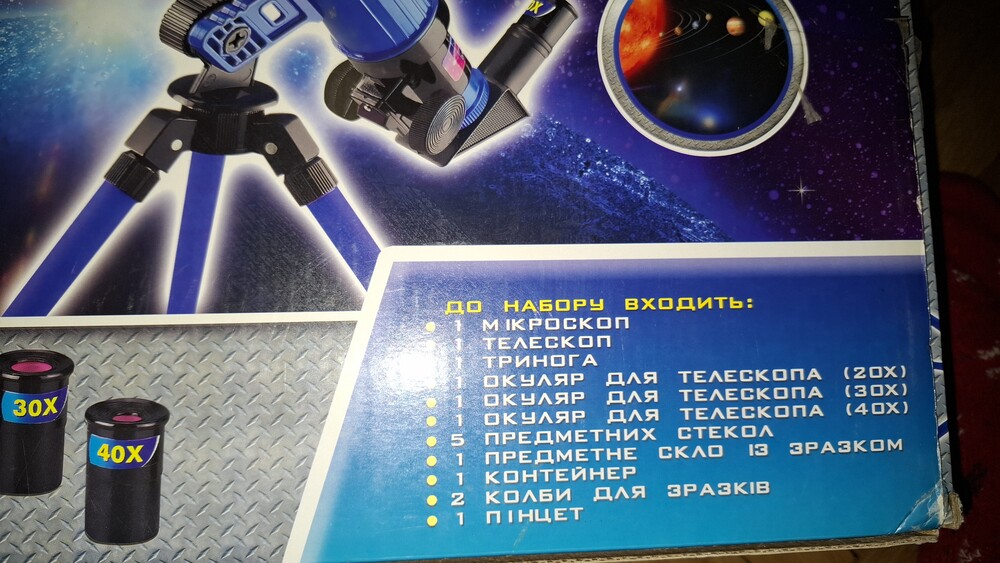 0X
30X
40X
ДО НАБОРУ ВХОДИТЬ:
1 МІКРОСКОП
1 ТЕЛЕСКОП
1 ТРИНОГА
1 ОКУЛЯР ДЛЯ ТЕЛЕСКОПА (20X)
1 ОКУЛЯР ДЛЯ ТЕЛЕСКОПА (30X)
1 ОКУЛЯР ДЛЯ ТЕЛЕСКОПА (40X)
5 ПРЕДМЕТНИХ СТЕКОЛ
1 ПРЕДМЕТНЕ СКЛО ІЗ ЗРАЗКОМ
1 КОНТЕЙНЕР
2 КОЛБИ ДЛЯ ЗРАЗКІВ
1 ПІНЦЕТ